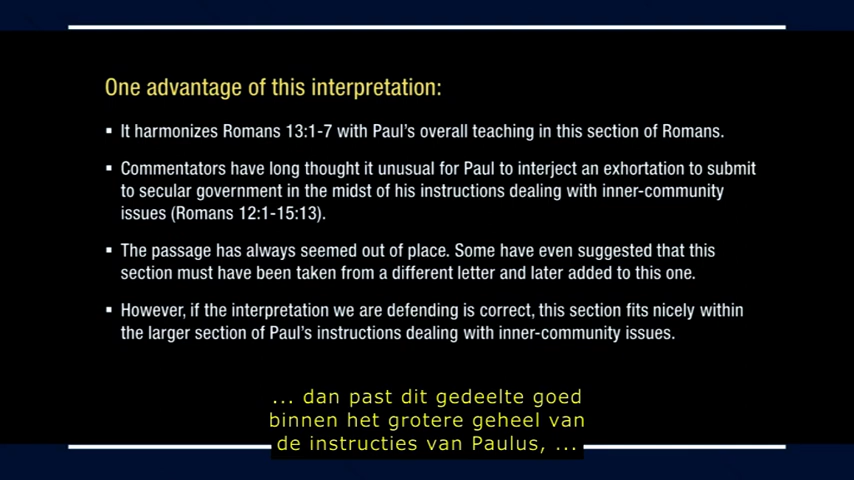 One advantage of this interpretation:
▪ It harmonizes Romans 13:1-7 with Paul's overall teaching in this section of Romans.
▪ Commentators have long thought it unusual for Paul to interject an exhortation to submit
to secular government in the midst of his instructions dealing with inner-community
issues (Romans 12:1-15:13).
▪ The passage has always seemed out of place. Some have even suggested that this
section must have been taken from a different letter and later added to this one.
▪ However, if the interpretation we are defending is correct, this section fits nicely within
the larger section of Paul's instructions dealing with inner-community issues.
... dan past dit gedeelte goed
binnen het grotere geheel van
de instructies van Paulus, ...